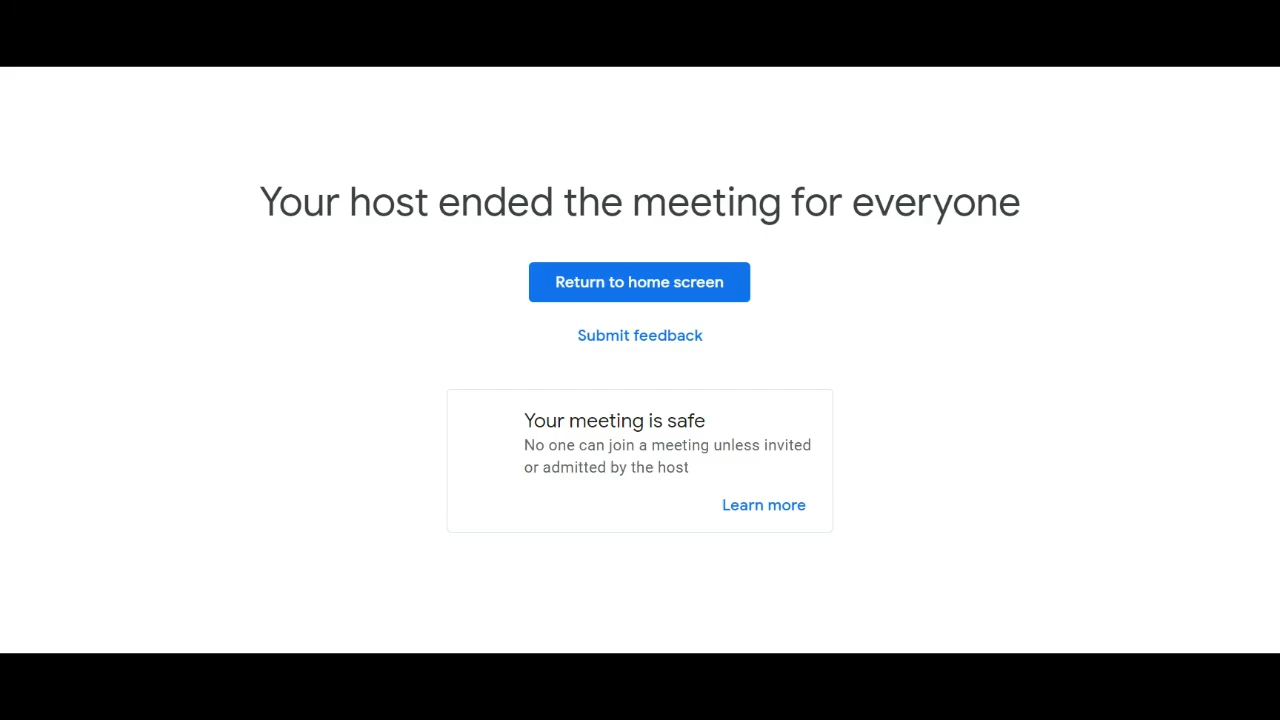 Your host ended the meeting for everyone
Return to home screen
Submit feedback
Your meeting is safe
No one can join a meeting unless invited
or admitted by the host
Learn more